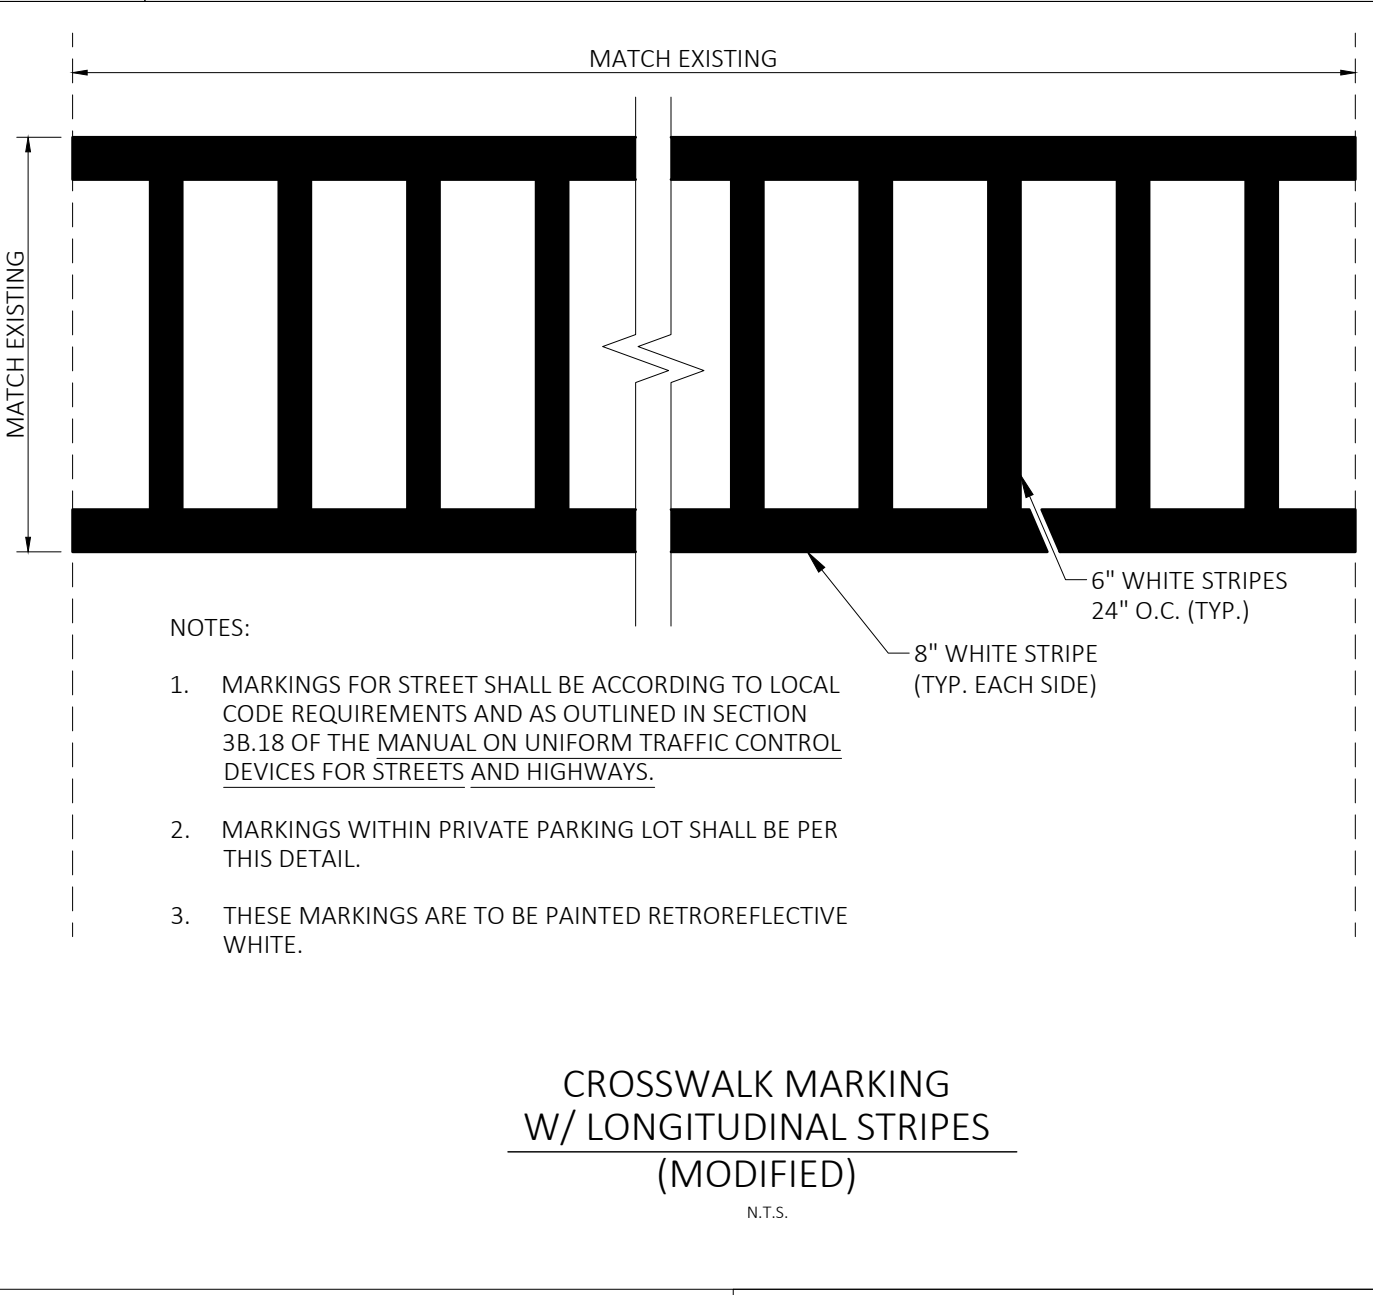 MATCH EXISTING
MATCH EXISTING
6" WHITE STRIPES
24" O.C. (TYP.)
8" WHITE STRIPE
(TYP. EACH SIDE)
NOTES:
1. MARKINGS FOR STREET SHALL BE ACCORDING TO LOCAL
CODE REQUIREMENTS AND AS OUTLINED IN SECTION
3B.18 OF THE MANUAL ON UNIFORM TRAFFIC CONTROL
DEVICES FOR STREETS AND HIGHWAYS.
2. MARKINGS WITHIN PRIVATE PARKING LOT SHALL BE PER
THIS DETAIL.
3. THESE MARKINGS ARE TO BE PAINTED RETROREFLECTIVE
WHITE.
CROSSWALK MARKING
W/ LONGITUDINAL STRIPES
(MODIFIED)
N.T.S.